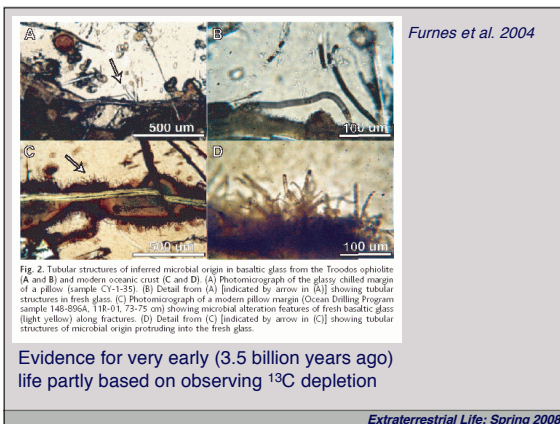 Furnes et al. 2004
A
B
500 um
100 um
C
D
500 um
100 um
Fig. 2. Tubular structures of inferred microbial origin in basaltic glass from the Troodos ophiolite
(A and B) and modern oceanic crust (C and D). (A) Photomicrograph of the glassy chilled margin
of a pillow (sample CY-1-35). (B) Detail from (A) [indicated by arrow in (A)] showing tubular
structures in fresh glass. (C) Photomicrograph of a modern pillow margin (Ocean Drilling Program
sample 148-896A, 11R-01, 73-75 cm) showing microbial alteration features of fresh basaltic glass
(light yellow) along fractures. (D) Detail from (C) [indicated by arrow in (C)] showing tubular
structures of microbial origin protruding into the fresh glass.
Evidence for very early (3.5 billion years ago)
life partly based on observing ¹³C depletion
Extraterrestrial Life: Spring 2008